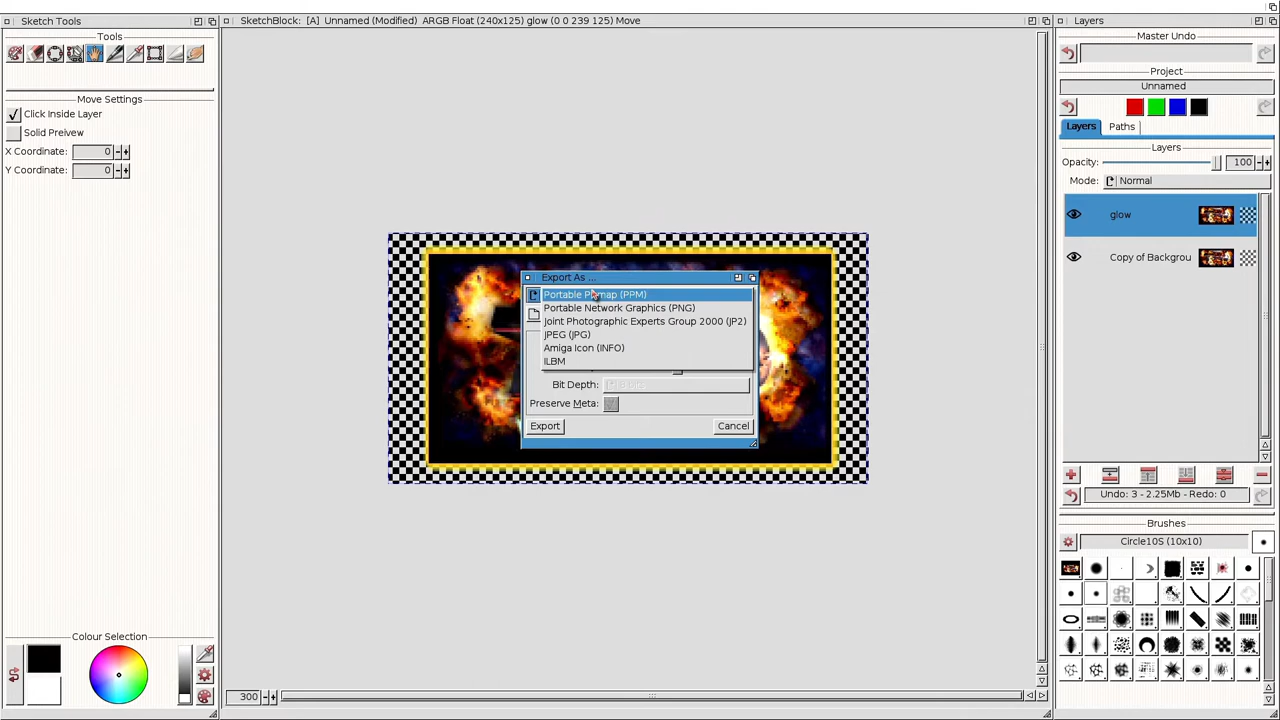 Sketch Tools
SketchBlock: [A] Unnamed (Modified) ARGB Float (240x125) glow (0 0 239 125) Move
Layers
Tools
Master Undo
Project
Unnamed
Move Settings
Click Inside Layer
Solid Preivew
X Coordinate: 0
Y Coordinate: 0
Layers
Paths
Layers
Opacity: 100
Mode: Normal
glow
Copy of Backgrou
Export As ...
Portable Pixmap (PPM)
Portable Network Graphics (PNG)
Joint Photographic Experts Group 2000 (JP2)
JPEG (JPG)
Amiga Icon (INFO)
ILBM
Bit Depth:
Preserve Meta:
Export
Cancel
Undo: 3 - 2.25Mb - Redo: 0
Brushes
Circle10S (10x10)
Colour Selection
300